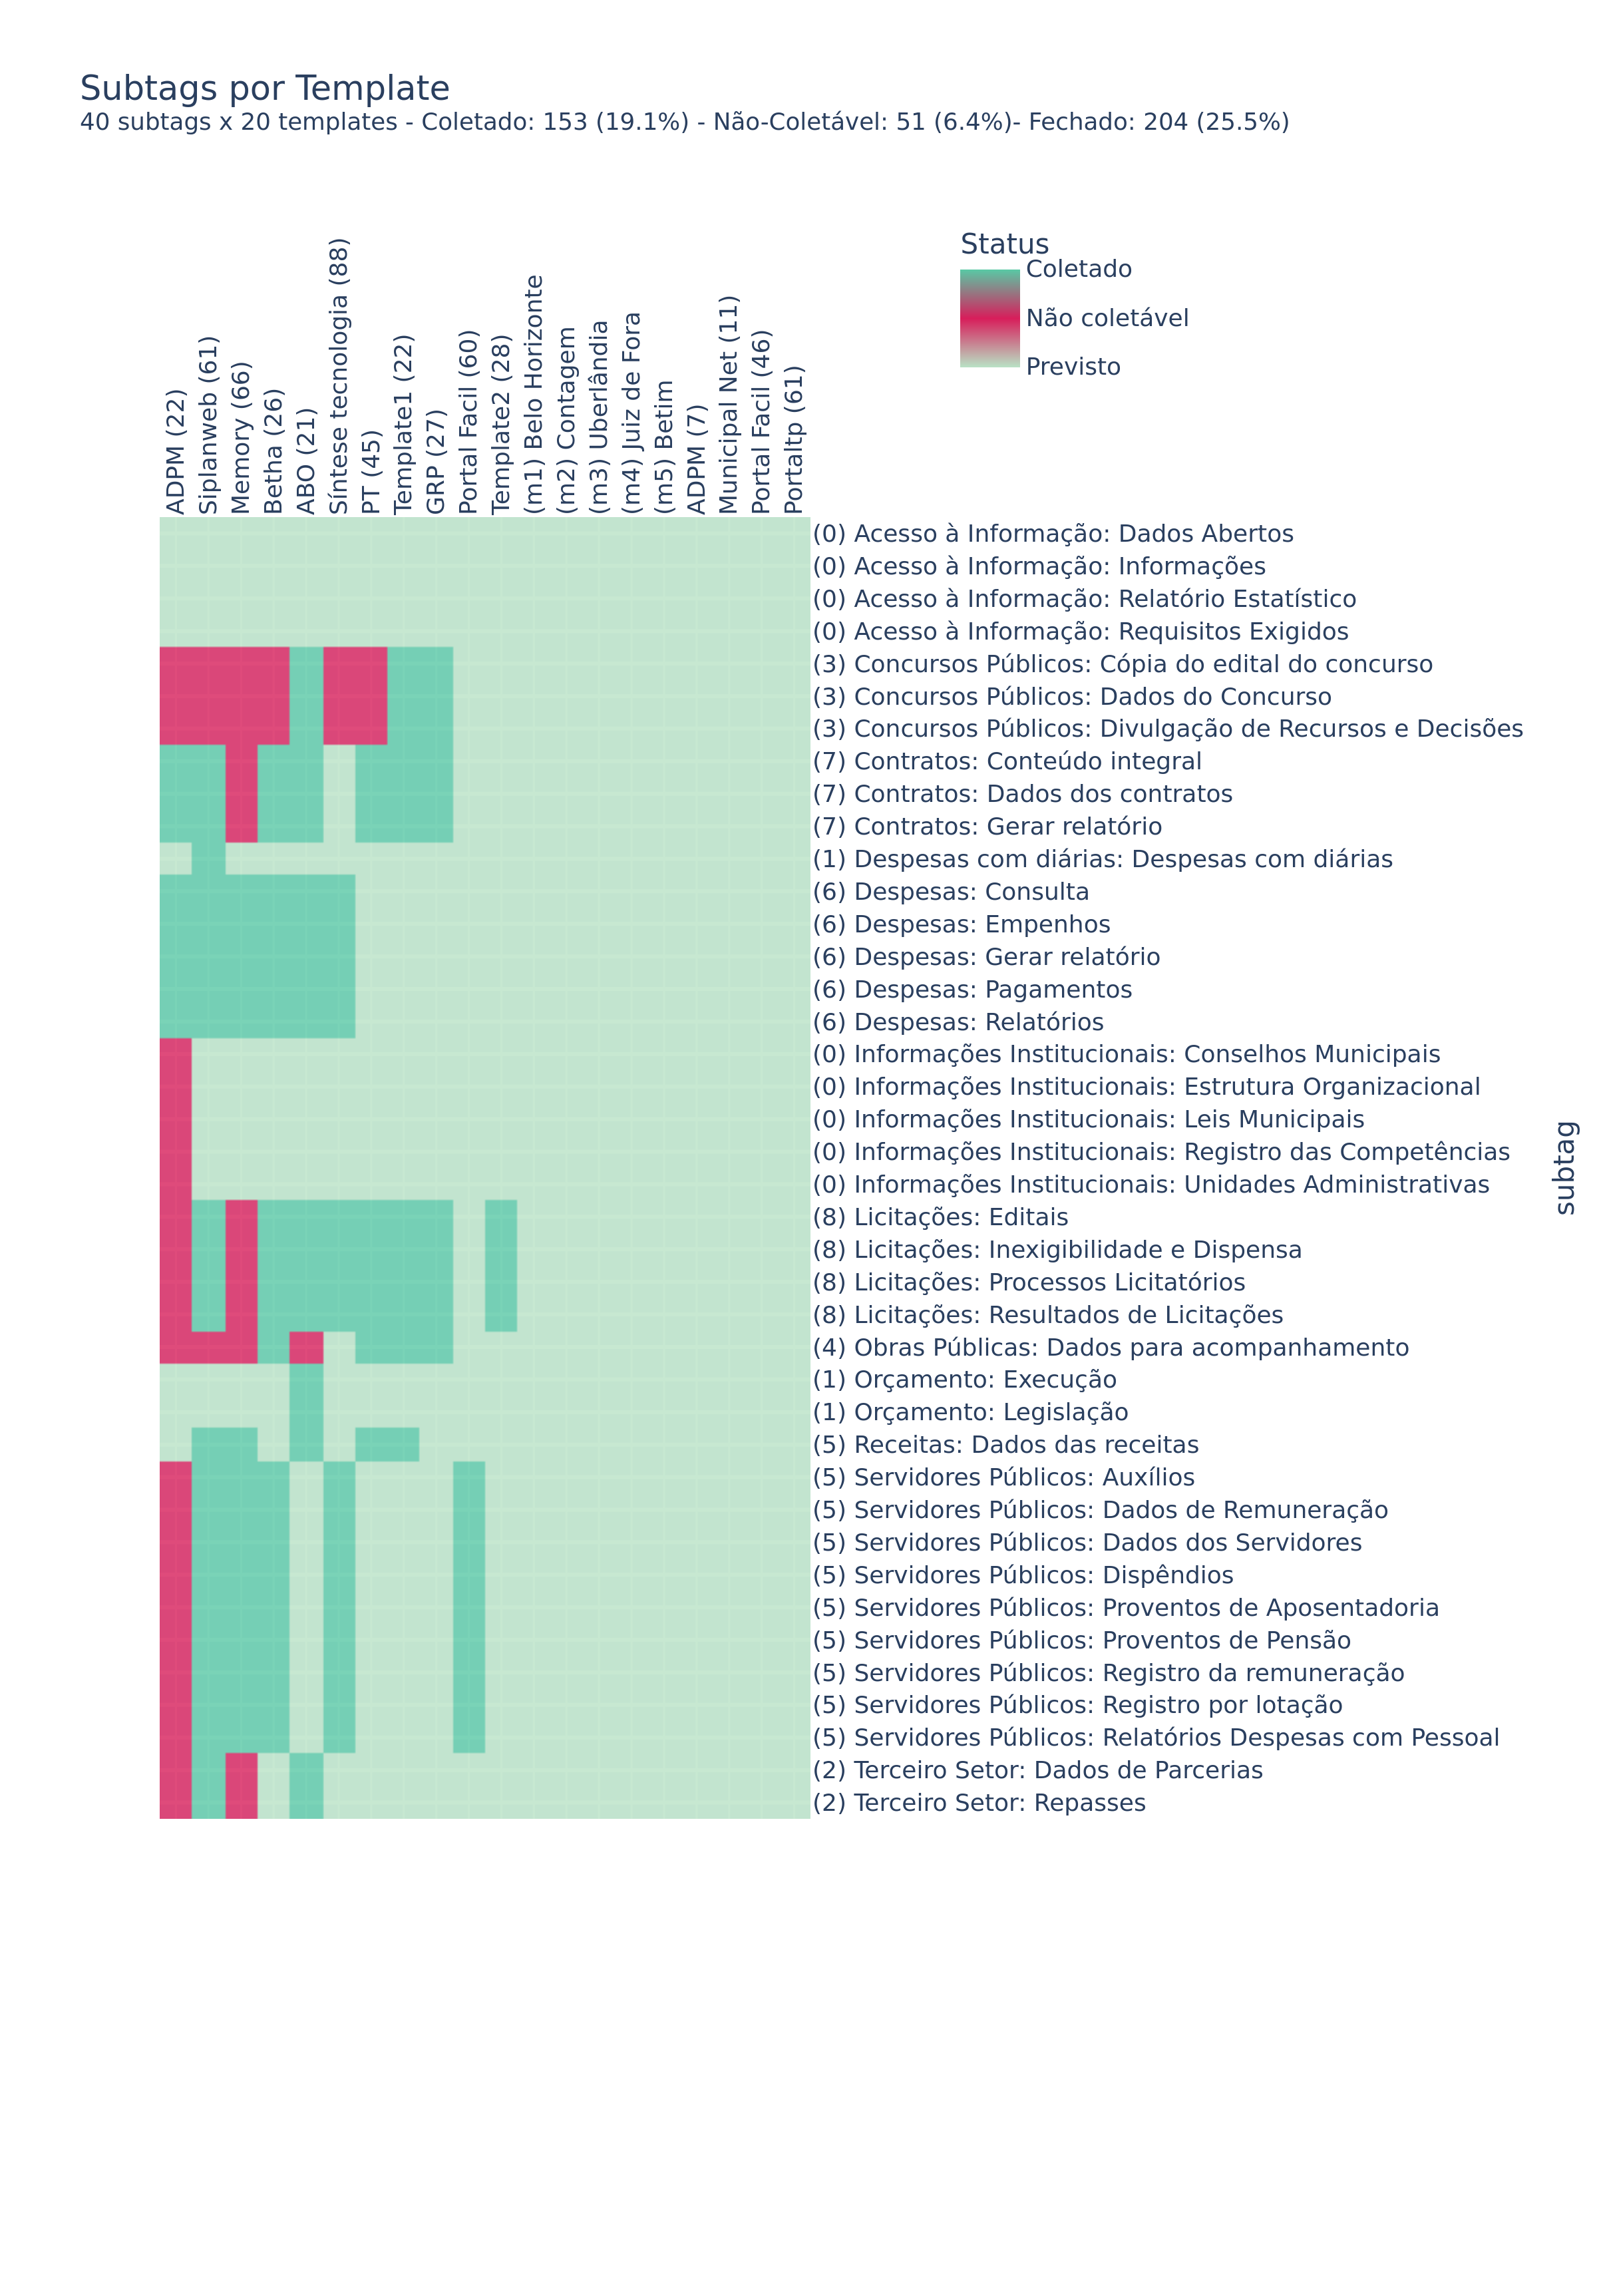 Subtags por Template
40 subtags x 20 templates - Coletado: 153 (19.1%) - Não-Coletável: 51 (6.4%)- Fechado: 204 (25.5%)
Status
Coletado
Não coletável
Previsto
ADPM (22)
Siplanweb (61)
Memory (66)
Betha (26)
ABO (21)
Síntese tecnologia (88)
PT (45)
Template1 (22)
GRP (27)
Portal Facil (60)
Template2 (28)
(m1) Belo Horizonte
(m2) Contagem
(m3) Uberlândia
(m4) Juiz de Fora
(m5) Betim
ADPM (7)
Municipal Net (11)
Portal Facil (46)
Portaltp (61)
(0) Acesso à Informação: Dados Abertos
(0) Acesso à Informação: Informações
(0) Acesso à Informação: Relatório Estatístico
(0) Acesso à Informação: Requisitos Exigidos
(3) Concursos Públicos: Cópia do edital do concurso
(3) Concursos Públicos: Dados do Concurso
(3) Concursos Públicos: Divulgação de Recursos e Decisões
(7) Contratos: Conteúdo integral
(7) Contratos: Dados dos contratos
(7) Contratos: Gerar relatório
(1) Despesas com diárias: Despesas com diárias
(6) Despesas: Consulta
(6) Despesas: Empenhos
(6) Despesas: Gerar relatório
(6) Despesas: Pagamentos
(6) Despesas: Relatórios
(0) Informações Institucionais: Conselhos Municipais
(0) Informações Institucionais: Estrutura Organizacional
(0) Informações Institucionais: Leis Municipais
(0) Informações Institucionais: Registro das Competências
(0) Informações Institucionais: Unidades Administrativas
(8) Licitações: Editais
(8) Licitações: Inexigibilidade e Dispensa
(8) Licitações: Processos Licitatórios
(8) Licitações: Resultados de Licitações
(4) Obras Públicas: Dados para acompanhamento
(1) Orçamento: Execução
(1) Orçamento: Legislação
(5) Receitas: Dados das receitas
(5) Servidores Públicos: Auxílios
(5) Servidores Públicos: Dados de Remuneração
(5) Servidores Públicos: Dados dos Servidores
(5) Servidores Públicos: Dispêndios
(5) Servidores Públicos: Proventos de Aposentadoria
(5) Servidores Públicos: Proventos de Pensão
(5) Servidores Públicos: Registro da remuneração
(5) Servidores Públicos: Registro por lotação
(5) Servidores Públicos: Relatórios Despesas com Pessoal
(2) Terceiro Setor: Dados de Parcerias
(2) Terceiro Setor: Repasses
subtag